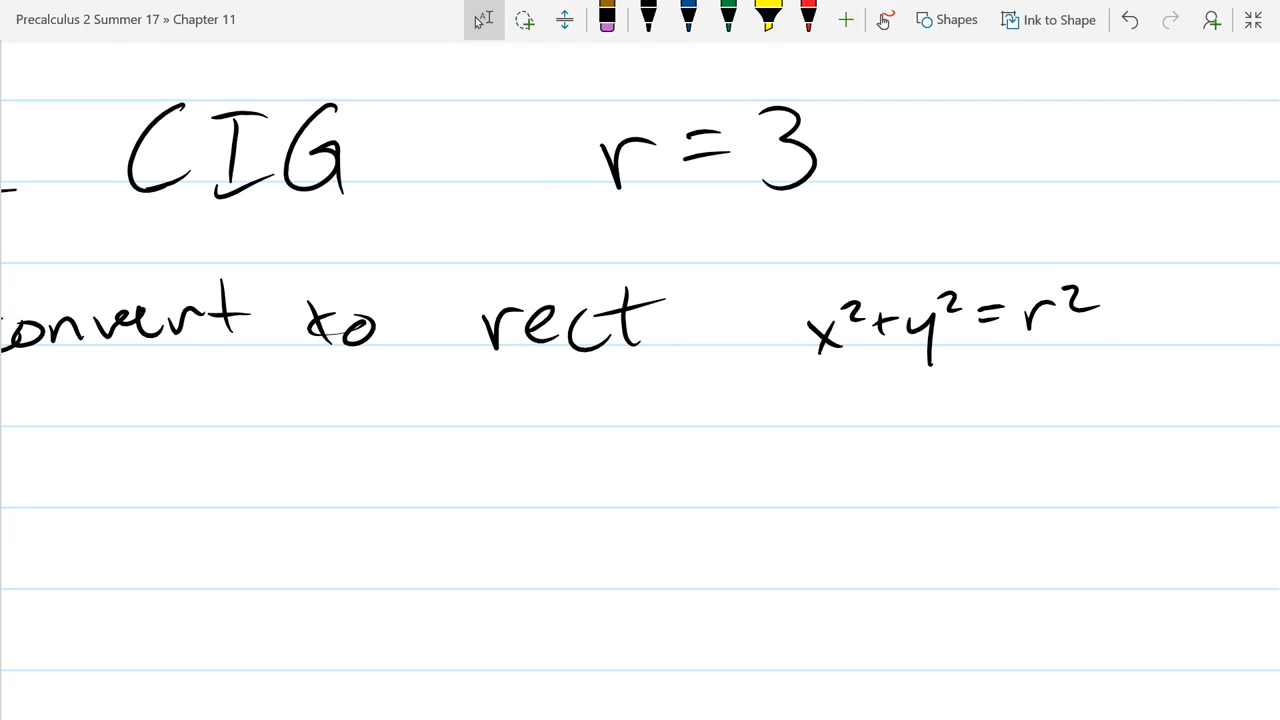 Precalculus 2 Summer 17 » Chapter 11
Shapes
Ink to Shape
CIG r = 3
onvert to rect x²+y² = r²